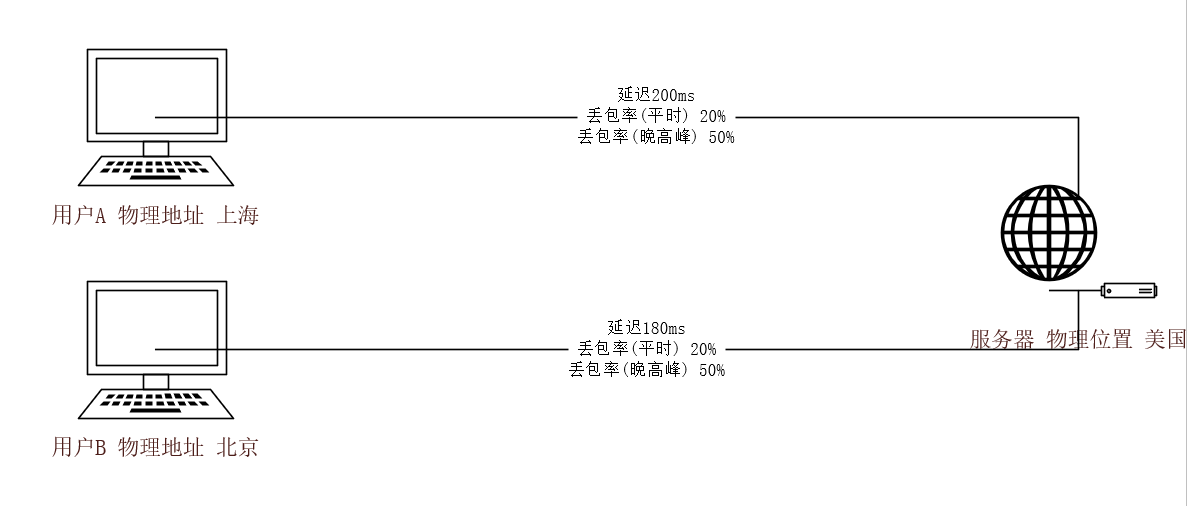 延迟200ms
丢包率(平时) 20%
丢包率(晚高峰) 50%
用户A 物理地址 上海
延迟180ms
丢包率(平时) 20%
丢包率(晚高峰) 50%
服务器 物理位置 美国
用户B 物理地址 北京